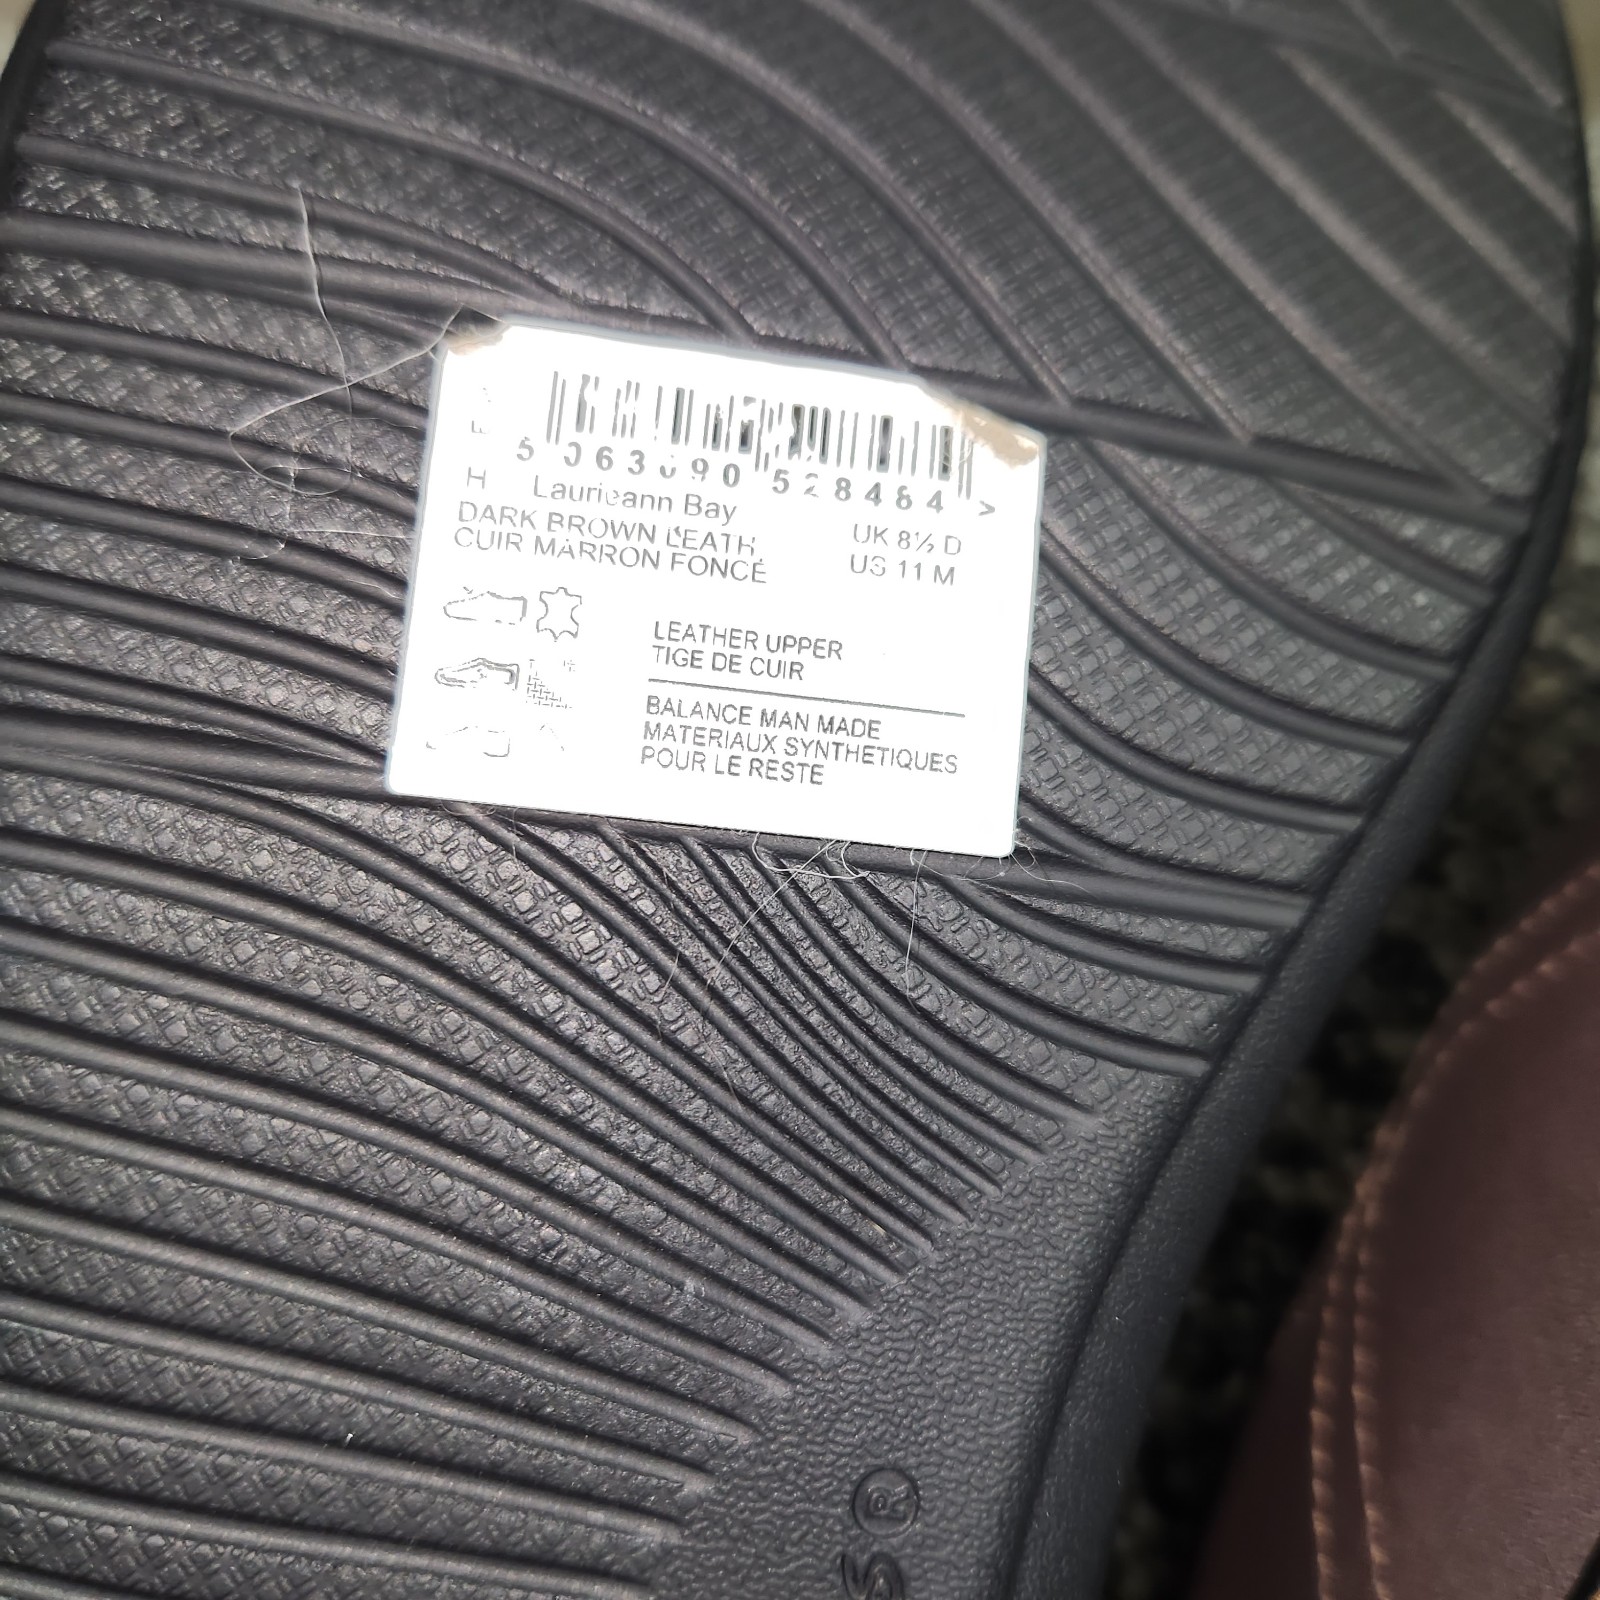 5 063090 528484 >
H Laurieann Bay
DARK BROWN LEATH.
CUIR MARRON FONCÉ
UK 8½ D
US 11 M
LEATHER UPPER
TIGE DE CUIR
BALANCE MAN MADE
MATERIAUX SYNTHETIQUES
POUR LE RESTE
S®